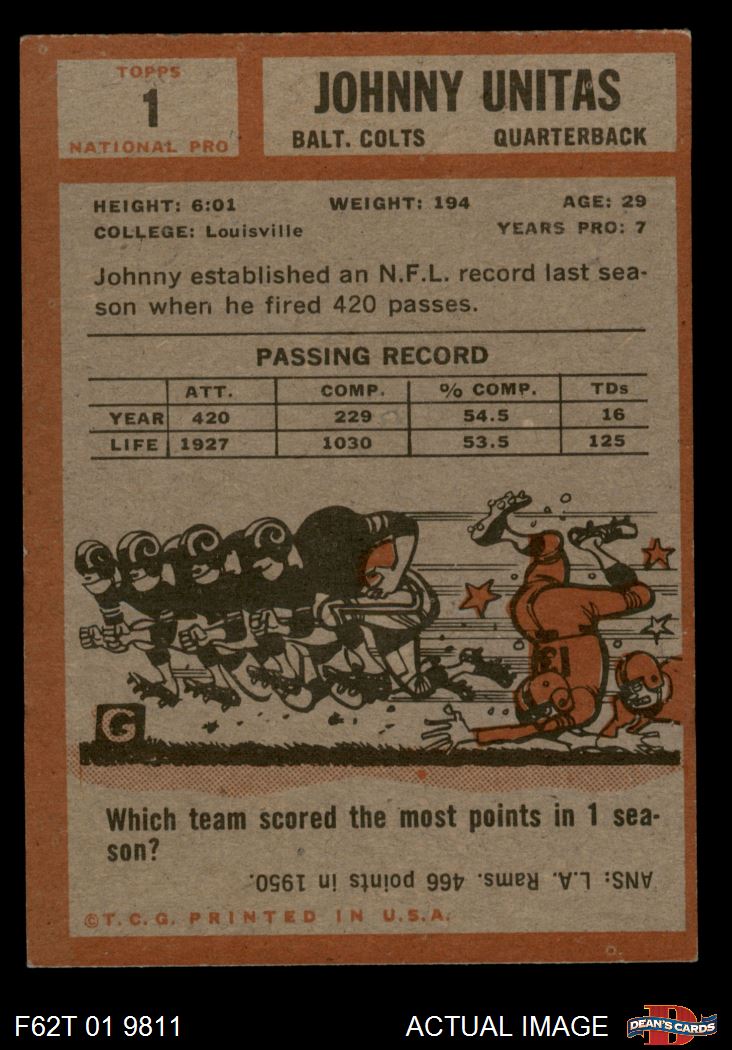 TOPPS
1
NATIONAL PRO
JOHNNY UNITAS
BALT. COLTS QUARTERBACK
HEIGHT: 6:01 WEIGHT: 194 AGE: 29
COLLEGE: Louisville YEARS PRO: 7
Johnny established an N.F.L. record last sea-
son when he fired 420 passes.
PASSING RECORD
ATT. COMP. % COMP. TDs
YEAR 420 229 54.5 16
LIFE 1927 1030 53.5 125
13
G
Which team scored the most points in 1 sea-
son?
ANS: L.A. Rams. 466 points in 1950.
©T.C.G. PRINTED IN U.S.A.
F62T 01 9811 ACTUAL IMAGE
D
DEAN'S CARDS